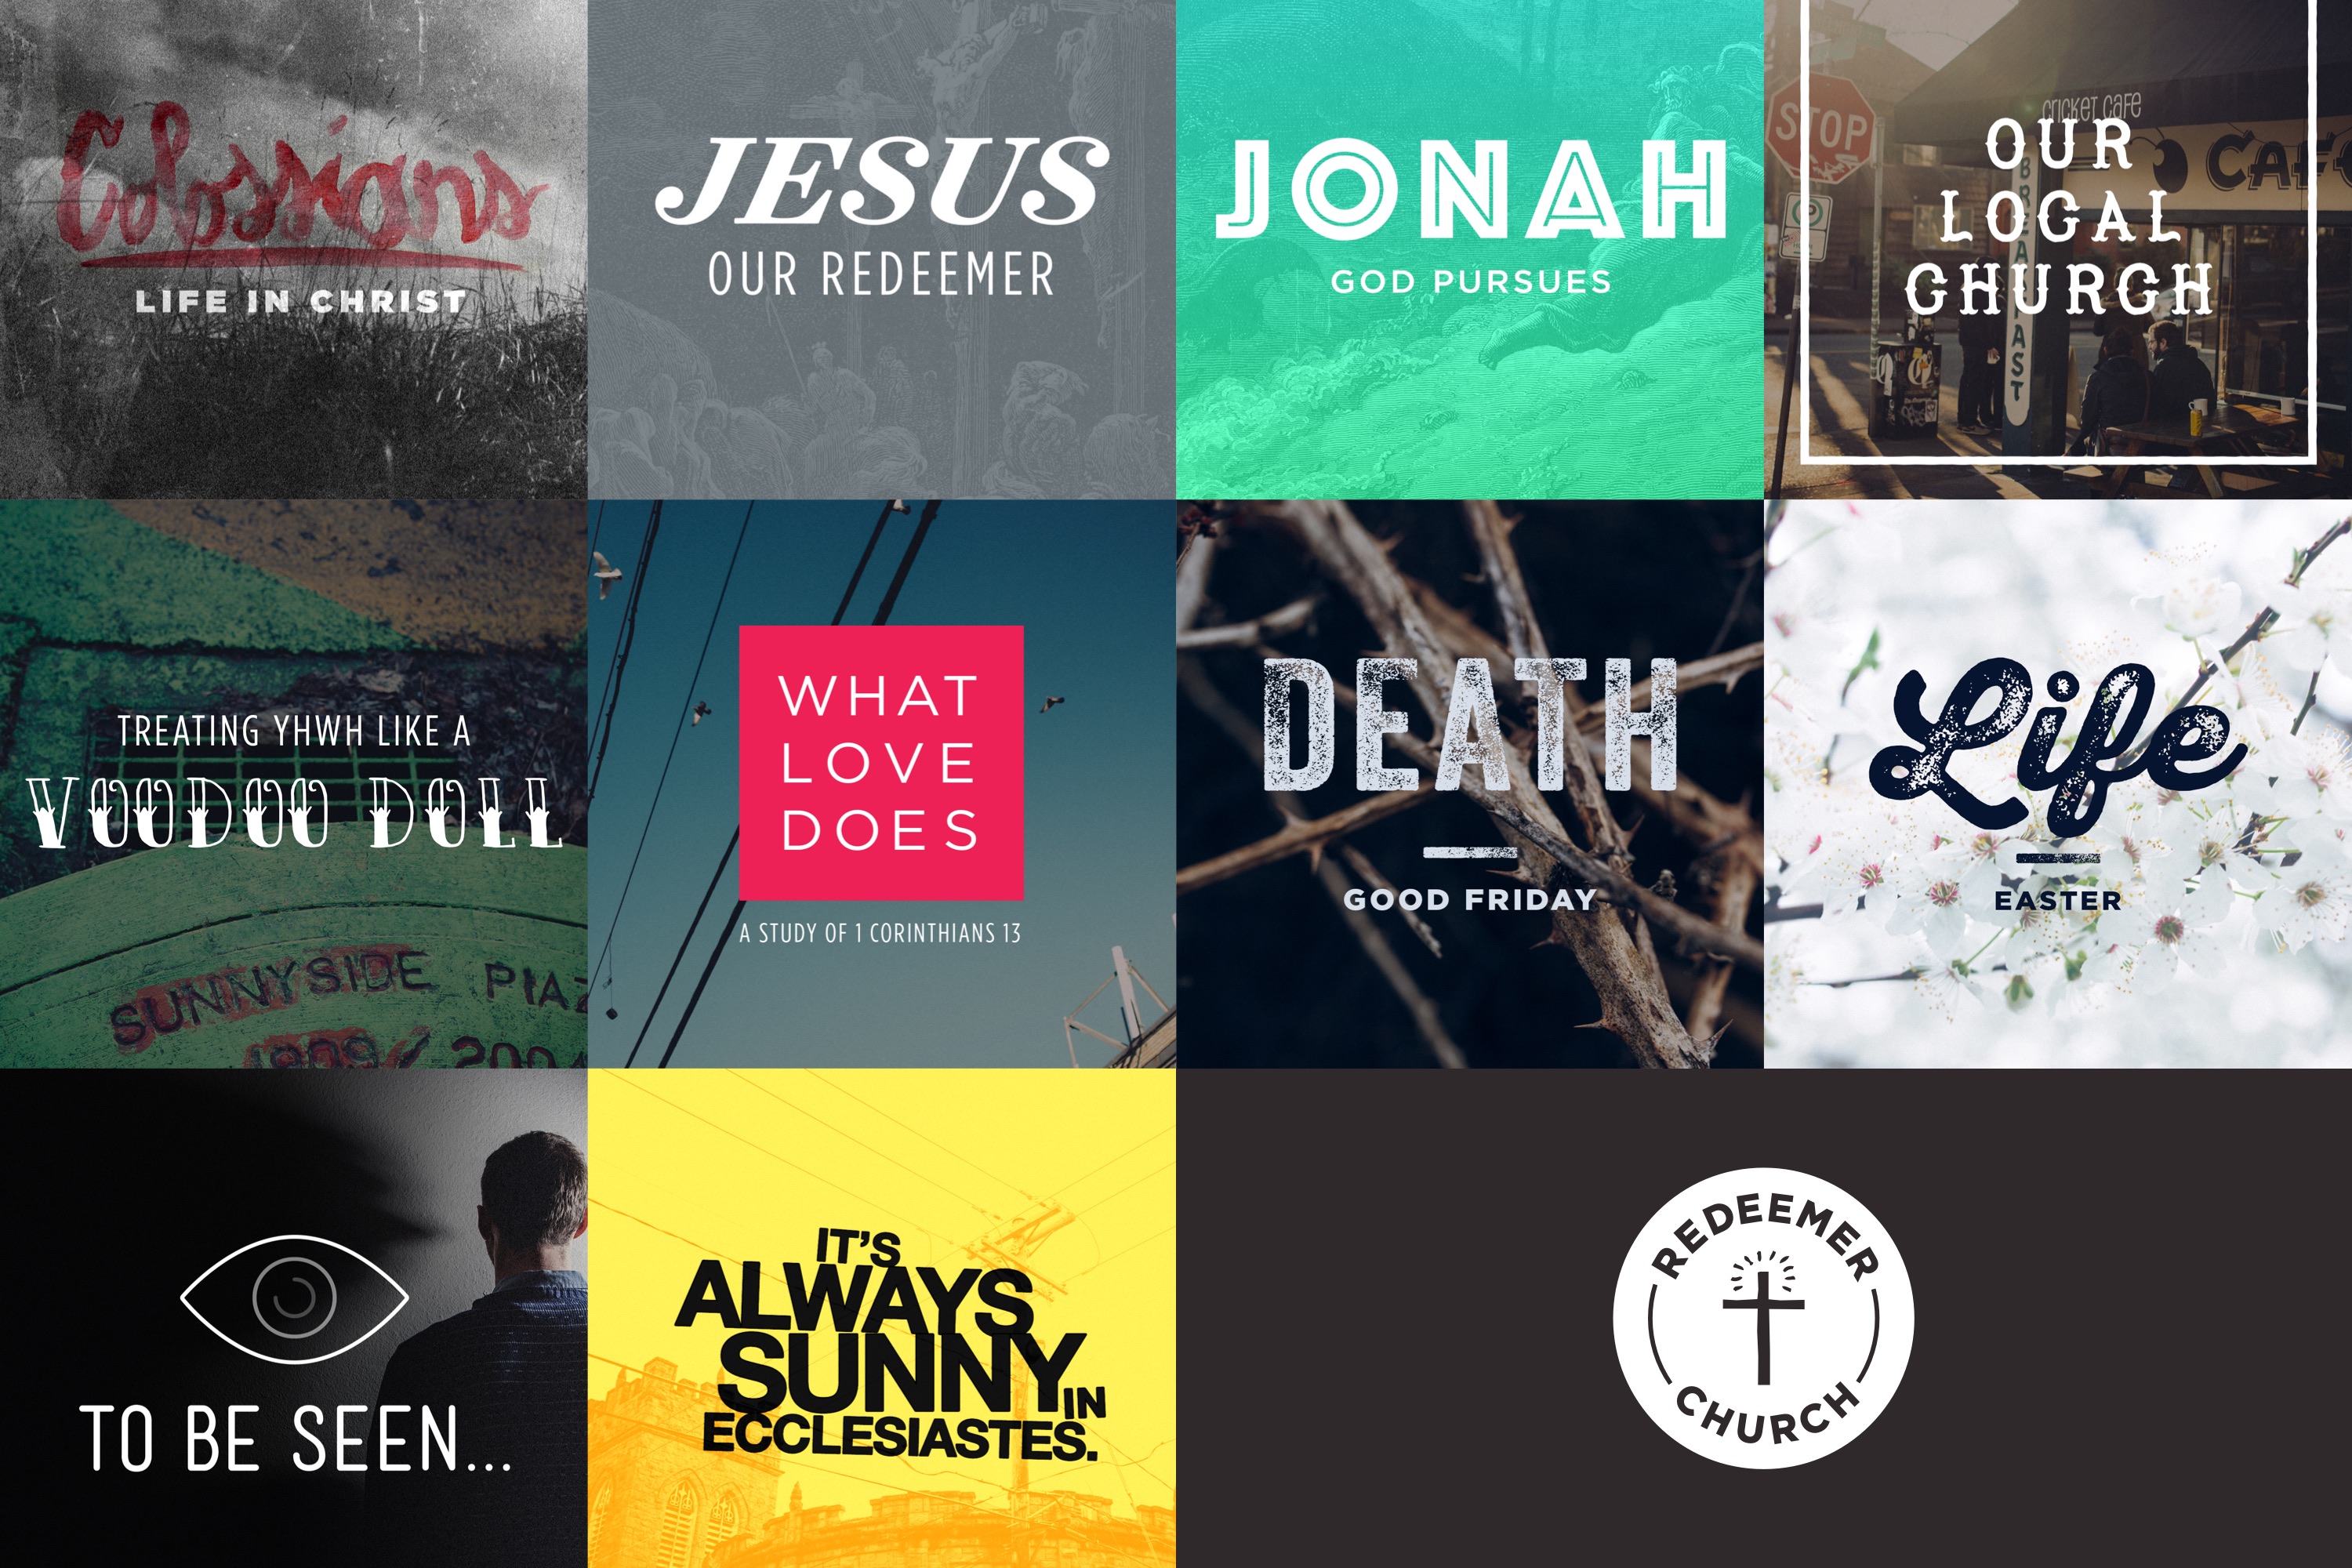 Colossians
LIFE IN CHRIST
JESUS
OUR REDEEMER
JONAH
GOD PURSUES
STOP
P
cricket cafe
CAFE
OUR
LOCAL
CHURCH
TREATING YHWH LIKE A
VOODOO DOLL
SUNNYSIDE PIAZ
WHAT
LOVE
DOES
A STUDY OF 1 CORINTHIANS 13
DEATH
GOOD FRIDAY
Life
EASTER
TO BE SEEN...
IT'S
ALWAYS
SUNNY IN
ECCLESIASTES.
REDEEMER
CHURCH